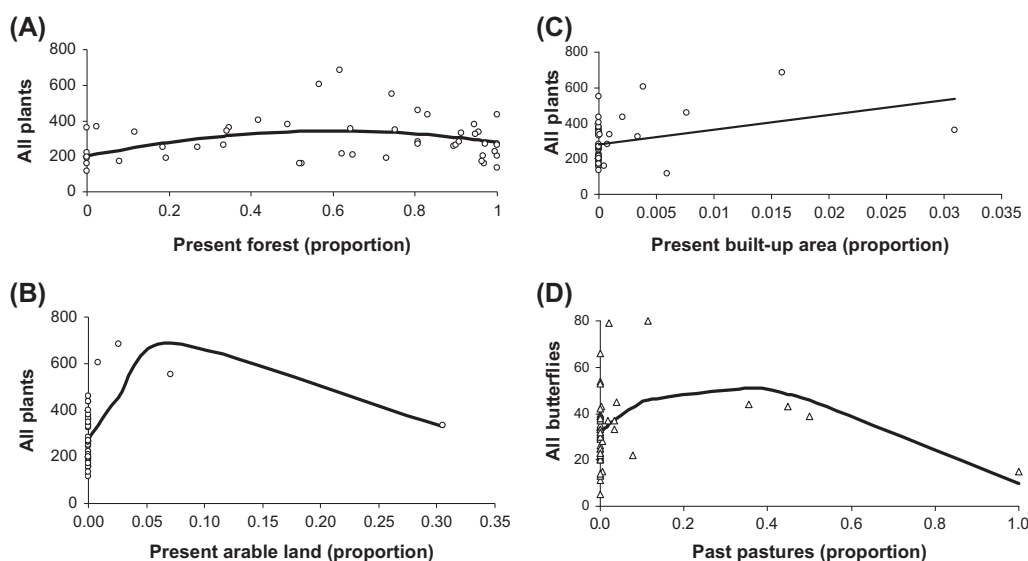 (A)
800
600
400
200
0
All plants
0 0.2 0.4 0.6 0.8 1
Present forest (proportion)
(C)
800
600
400
200
0
All plants
0 0.005 0.01 0.015 0.02 0.025 0.03 0.035
Present built-up area (proportion)
(B)
800
600
400
200
0
All plants
0.00 0.05 0.10 0.15 0.20 0.25 0.30 0.35
Present arable land (proportion)
(D)
80
60
40
20
0
All butterflies
0.0 0.2 0.4 0.6 0.8 1.0
Past pastures (proportion)